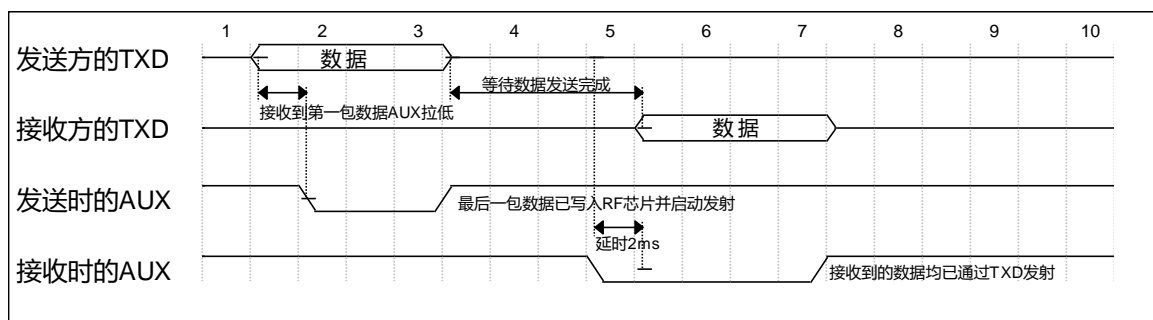 1 2 3 4 5 6 7 8 9 10
发送方的TXD
数据
等待数据发送完成
接收到第一包数据AUX拉低
接收方的TXD
数据
发送时的AUX
最后一包数据已写入RF芯片并启动发射
延时2ms
接收时的AUX
接收到的数据均已通过TXD发射